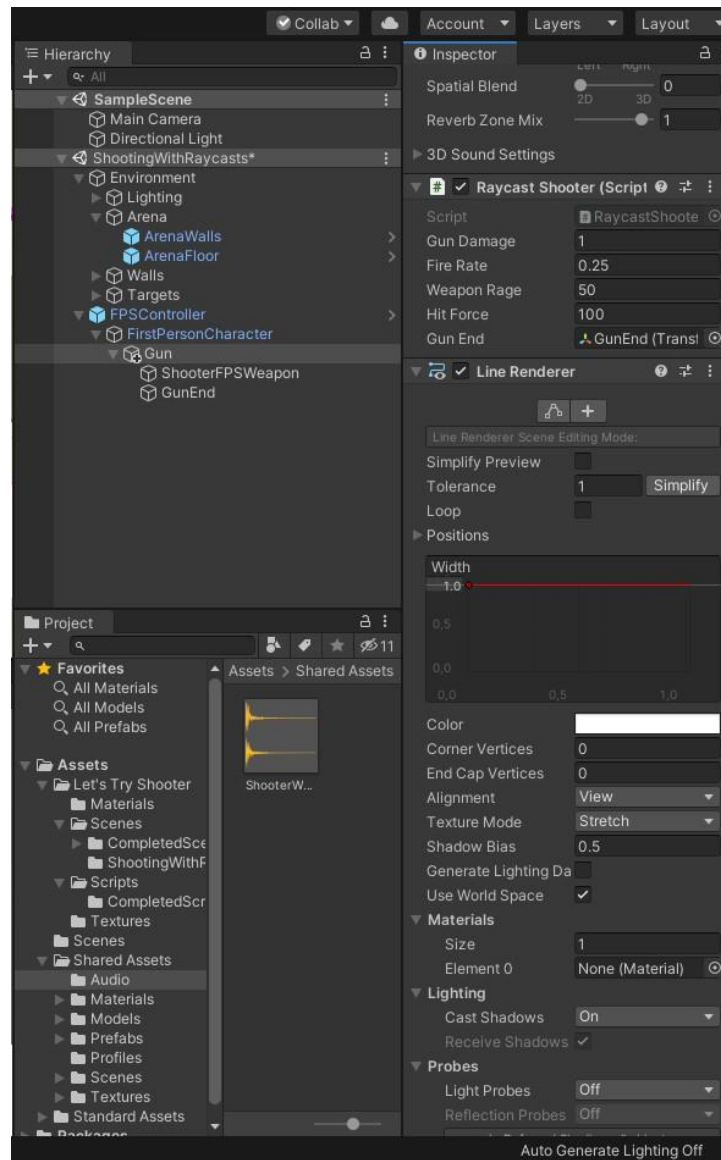 Collab
Account
Layers
Layout
Hierarchy
All
SampleScene
Main Camera
Directional Light
ShootingWithRaycasts*
Environment
Lighting
Arena
ArenaWalls
ArenaFloor
Walls
Targets
FPSController
FirstPersonCharacter
Gun
ShooterFPSWeapon
GunEnd
Project
11
Favorites
All Materials
All Models
All Prefabs
Assets
Let's Try Shooter
Materials
Scenes
CompletedSce
ShootingWithF
Scripts
CompletedScr
Textures
Scenes
Shared Assets
Audio
Materials
Models
Prefabs
Profiles
Scenes
Textures
Standard Assets
Packages
Assets > Shared Assets
ShooterW...
Inspector
Left Right
Spatial Blend 0
2D 3D
Reverb Zone Mix 1
3D Sound Settings
# Raycast Shooter (Script
Script RaycastShoote
Gun Damage 1
Fire Rate 0.25
Weapon Rage 50
Hit Force 100
Gun End GunEnd (Transf
Line Renderer
Line Renderer Scene Editing Mode:
Simplify Preview
Tolerance 1 Simplify
Loop
Positions
Width
1.0
0,5
0,0
0,0 0,5 1,0
Color
Corner Vertices 0
End Cap Vertices 0
Alignment View
Texture Mode Stretch
Shadow Bias 0.5
Generate Lighting Da
Use World Space
Materials
Size 1
Element 0 None (Material)
Lighting
Cast Shadows On
Receive Shadows
Probes
Light Probes Off
Reflection Probes Off
Auto Generate Lighting Off